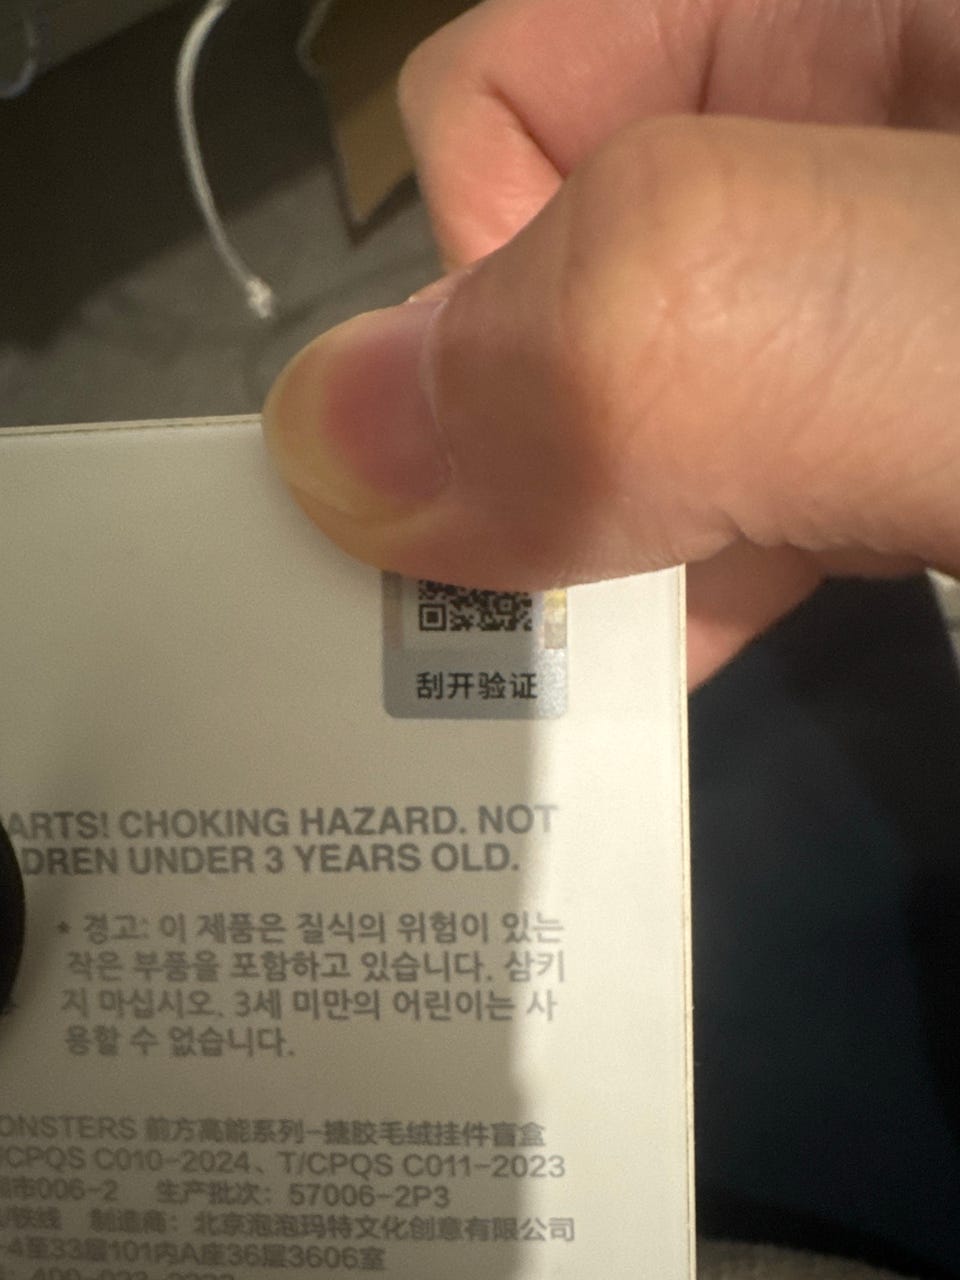 刮开验证
ARTS! CHOKING HAZARD. NOT
DREN UNDER 3 YEARS OLD.
* 경고: 이 제품은 질식의 위험이 있는
작은 부품을 포함하고 있습니다. 삼키
지 마십시오. 3세 미만의 어린이는 사
용할 수 없습니다.
ONSTERS 前方高能系列-搪胶毛绒挂件盲盒
/CPQS C010-2024、T/CPQS C011-2023
市006-2 生产批次：57006-2P3
/铁线 制造商：北京泡泡玛特文化创意有限公司
-4至33层101内A座36层3606室